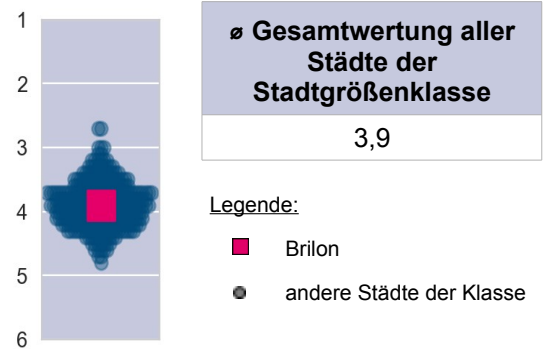 1
2
3
4
5
6
⌀ Gesamtwertung aller
Städte der
Stadtgrößenklasse
3,9
Legende:
Brilon
andere Städte der Klasse